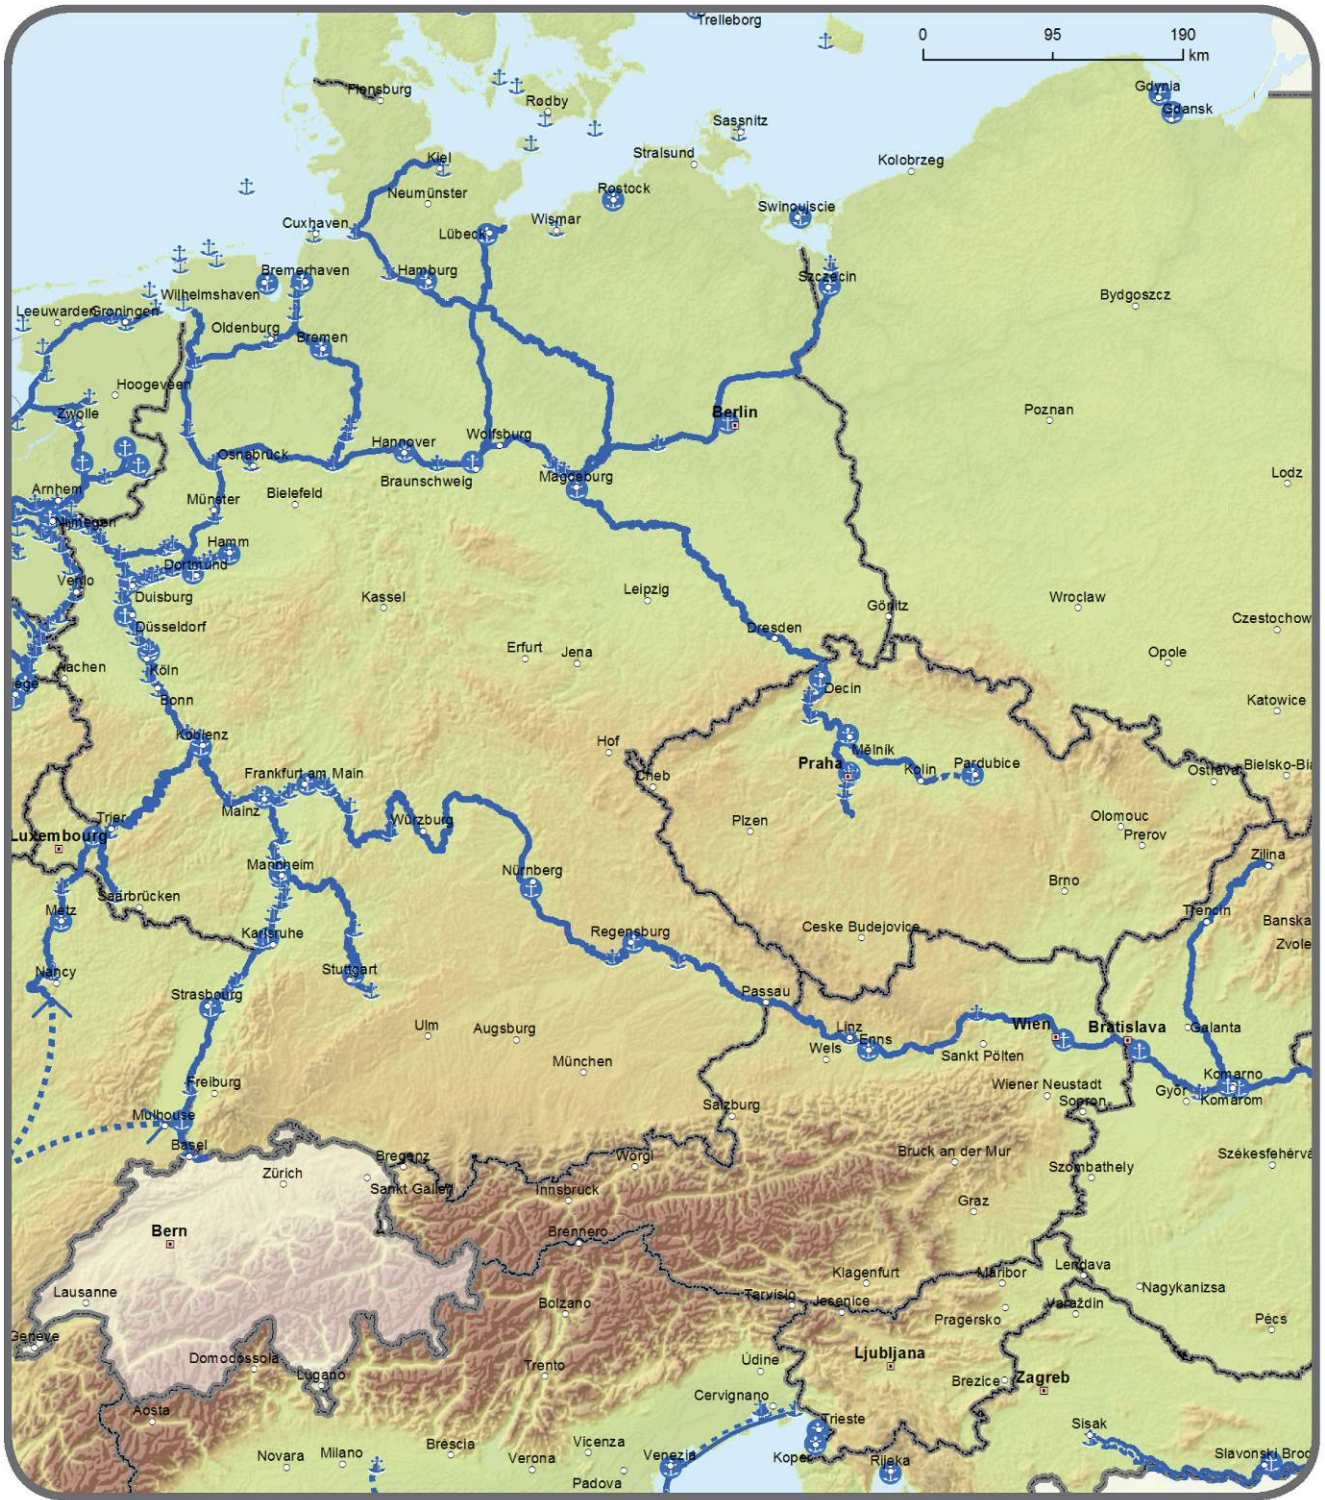 Trelleborg
0 95 190
km
Flensburg
Rødby
Gdynia
Gdansk
Sassnitz
Stralsund
Kolobrzeg
Kiel
Neumünster
Rostock
Swinoujscie
Cuxhaven
Lübeck
Wismar
Bremerhaven
Hamburg
Szczecin
Wilhelmshaven
Bydgoszcz
Leeuwarden
Groningen
Oldenburg
Bremen
Hoogeveen
Zwolle
Berlin
Poznan
Hannover
Wolfsburg
Osnabrück
Braunschweig
Magdeburg
Lodz
Arnhem
Münster
Bielefeld
Nijmegen
Hamm
Dortmund
Venlo
Duisburg
Kassel
Leipzig
Wroclaw
Görlitz
Düsseldorf
Dresden
Czestochow
Erfurt
Jena
Opole
Aachen
Köln
ege
Decin
Bonn
Katowice
Koblenz
Hof
Mělník
Praha
Kolin
Pardubice
Frankfurt am Main
Cheb
Ostrava
Bielsko-Bia
Mainz
Trier
Würzburg
Plzen
Olomouc
Prerov
Luxembourg
Zilina
Mannheim
Nürnberg
Brno
Saarbrücken
Metz
Trencin
Banska
Karlsruhe
Regensburg
Ceske Budejovice
Zvole
Nancy
Stuttgart
Strasbourg
Passau
Ulm
Augsburg
Linz
Enns
Wien
Bratislava
Galanta
Wels
Sankt Pölten
München
Freiburg
Wiener Neustadt
Komarno
Győr
Komarom
Sopron
Mulhouse
Salzburg
Basel
Bregenz
Wörgl
Bruck an der Mur
Székesfehérvá
Zürich
Sankt Gallen
Innsbruck
Szombathely
Graz
Bern
Brennero
Klagenfurt
Maribor
Lendava
Nagykanizsa
Lausanne
Bolzano
Tarvisio
Jesenice
Pragersko
Varaždin
Pécs
Geneve
Domodossola
Lugano
Trento
Údine
Ljubljana
Brezice
Zagreb
Cervignano
Aosta
Trieste
Sisak
Novara
Milano
Brescia
Verona
Vicenza
Padova
Venezia
Koper
Rijeka
Slavonski Brod